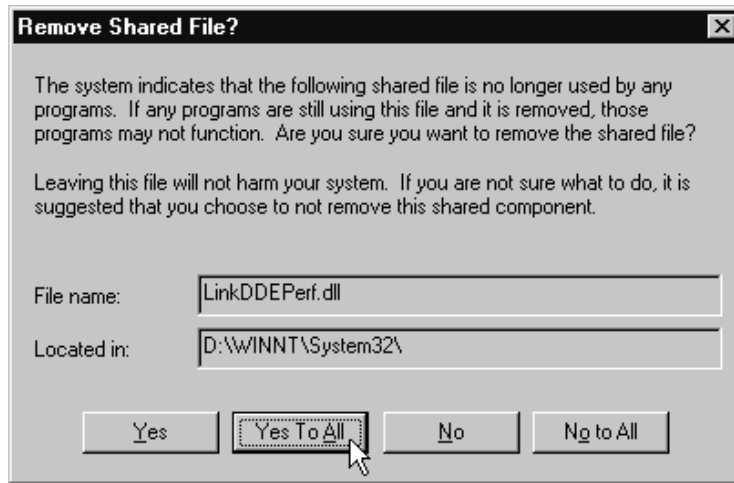 Remove Shared File?
The system indicates that the following shared file is no longer used by any
programs. If any programs are still using this file and it is removed, those
programs may not function. Are you sure you want to remove the shared file?
Leaving this file will not harm your system. If you are not sure what to do, it is
suggested that you choose to not remove this shared component.
File name: LinkDDEPerf.dll
Located in: D:\WINNT\System32\
Yes Yes To All No No to All